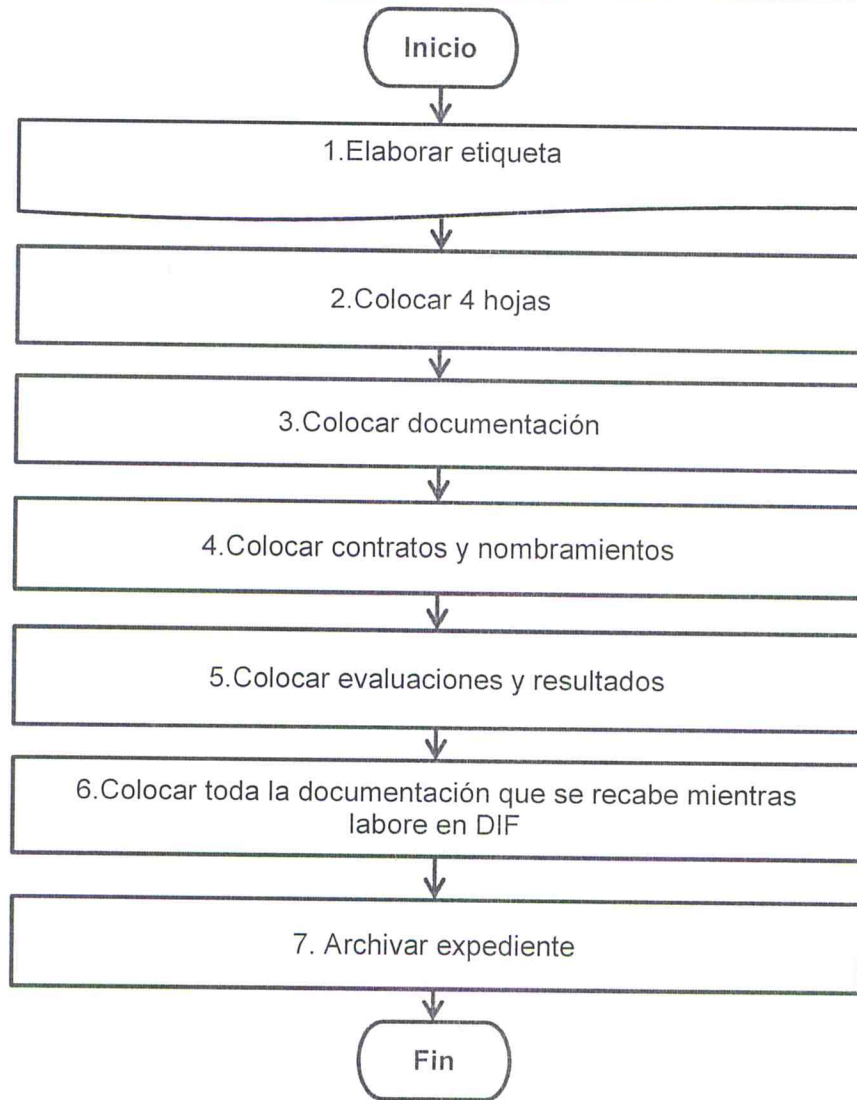 Inicio
1.Elaborar etiqueta
2.Colocar 4 hojas
3.Colocar documentación
4.Colocar contratos y nombramientos
5.Colocar evaluaciones y resultados
6.Colocar toda la documentación que se recabe mientras
labore en DIF
7. Archivar expediente
Fin